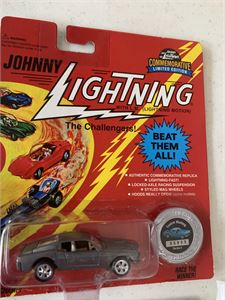 COMMEMORATIVE
LIMITED EDITION
JOHNNY
LIGHTNING
The Challengers!
BEAT
THEM
ALL!
• AUTHENTIC COMMEMORATIVE REPLICA
• LIGHTNING-FAST!
• LOCKED-AXLE RACING SUSPENSION
• STYLED MAG WHEELS
• HOODS REALLY OPEN!
RACE THE
WINNER!